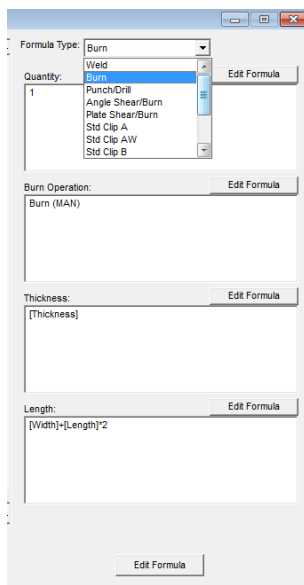 Formula Type: Burn
Weld
Burn
Punch/Drill
Angle Shear/Burn
Plate Shear/Burn
Std Clip A
Std Clip AW
Std Clip B
Quantity: Edit Formula
1
Burn Operation: Edit Formula
Burn (MAN)
Thickness: Edit Formula
[Thickness]
Length: Edit Formula
[Width]+[Length]*2
Edit Formula